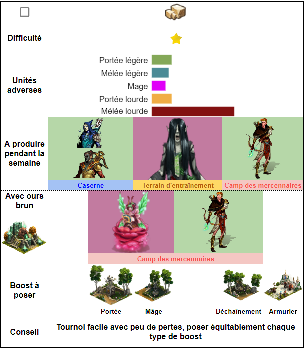 Difficulté
Unités adverses
Portée légère
Mêlée légère
Mage
Portée lourde
Mêlée lourde
A produire pendant la semaine
Caserne
Terrain d'entraînement
Camp des mercennaires
Avec ours brun
Camp des mercennaires
Boost à poser
Portée
Mage
Déchaînement
Armurier
Conseil
Tournoi facile avec peu de pertes, poser équitablement chaque
type de boost